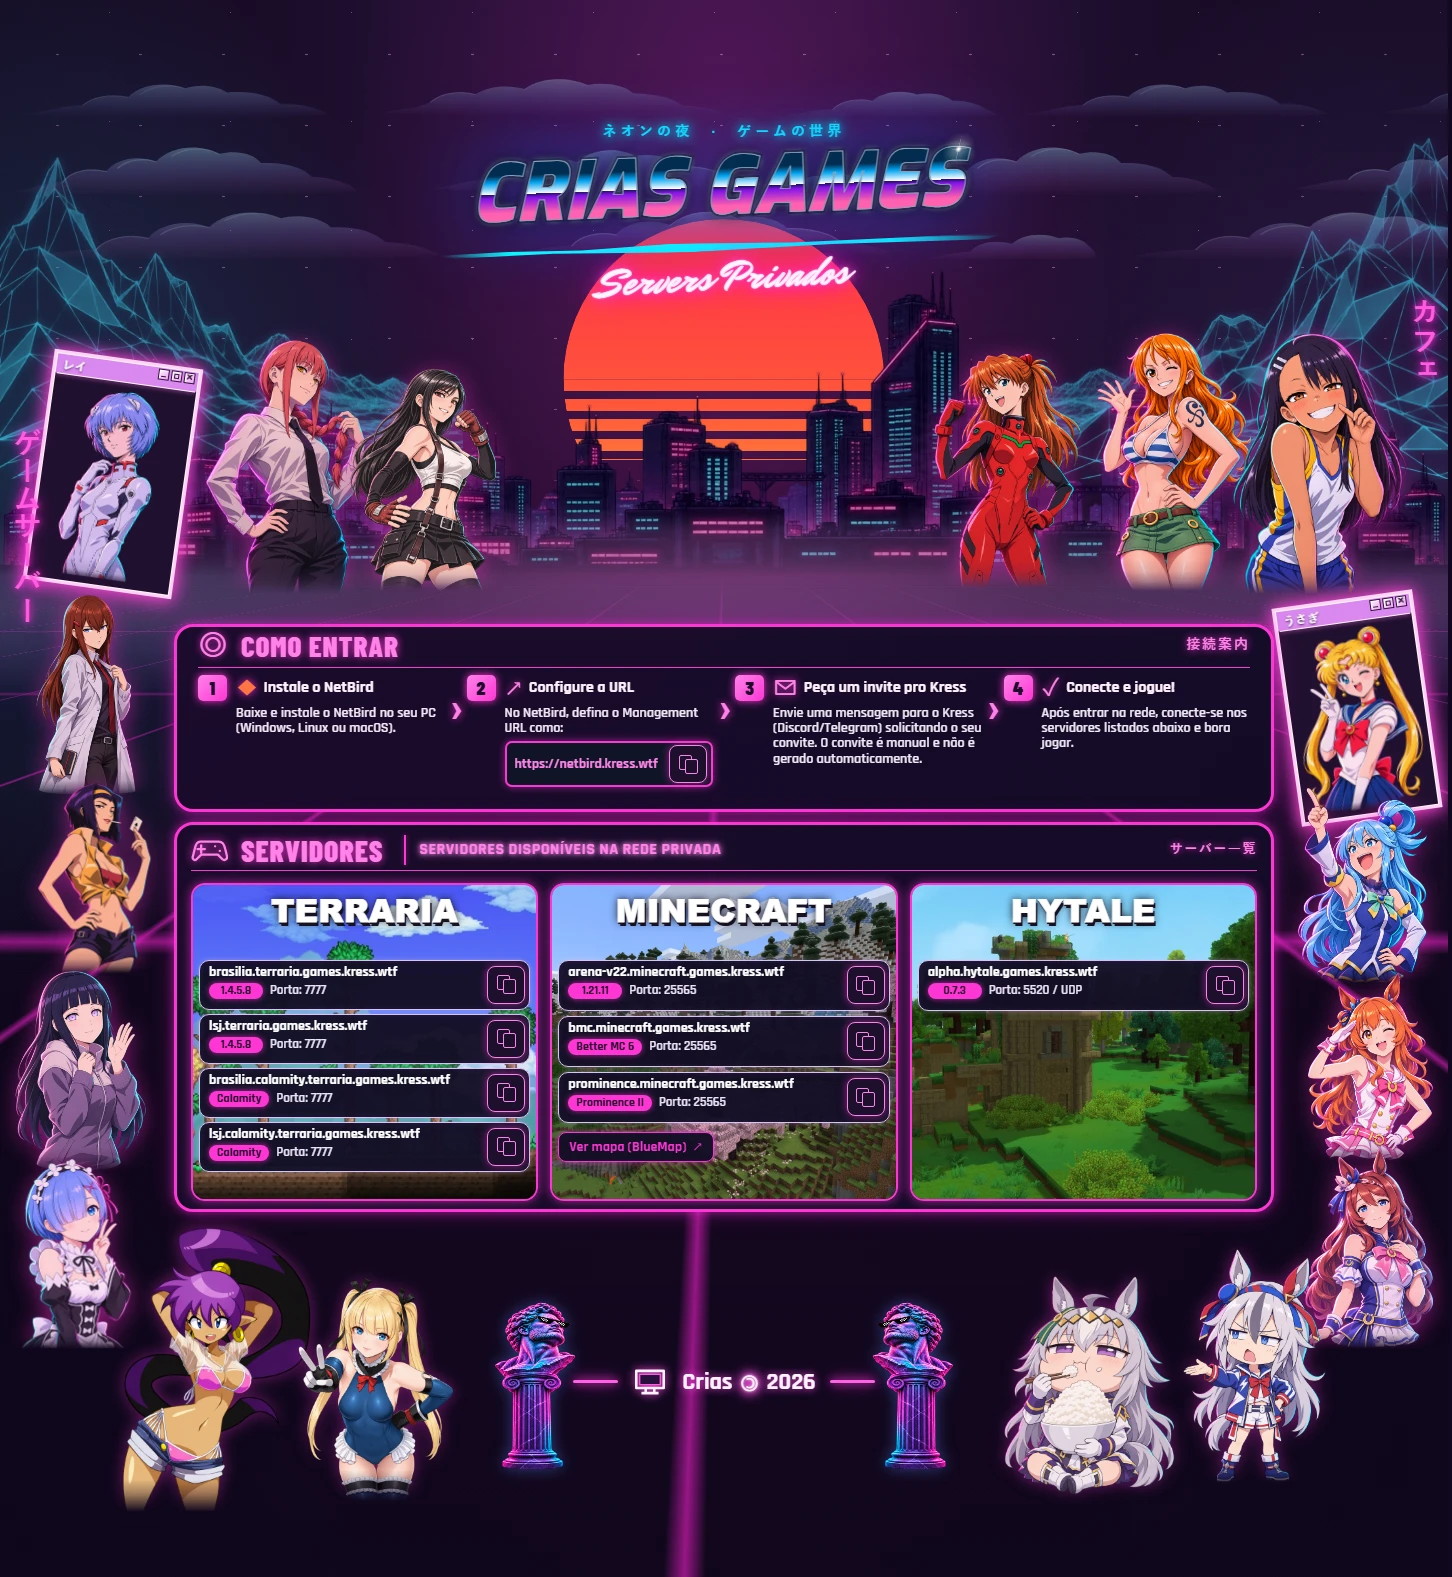 ネオンの夜 · ゲームの世界
CRIAS GAMES
Servers Privados
カフェ
レイ
ゲームサーバー
うさぎ
COMO ENTRAR
接続案内
1 Instale o NetBird
Baixe e instale o NetBird no seu PC
(Windows, Linux ou macOS).
2 Configure a URL
No NetBird, defina o Management
URL como:
https://netbird.kress.wtf
3 Peça um invite pro Kress
Envie uma mensagem para o Kress
(Discord/Telegram) solicitando o seu
convite. O convite é manual e não é
gerado automaticamente.
4 Conecte e jogue!
Após entrar na rede, conecte-se nos
servidores listados abaixo e bora
jogar.
SERVIDORES
SERVIDORES DISPONÍVEIS NA REDE PRIVADA
サーバー一覧
TERRARIA
brasilia.terraria.games.kress.wtf
1.4.5.8 Porta: 7777
lsj.terraria.games.kress.wtf
1.4.5.8 Porta: 7777
brasilia.calamity.terraria.games.kress.wtf
Calamity Porta: 7777
lsj.calamity.terraria.games.kress.wtf
Calamity Porta: 7777
MINECRAFT
arena-v22.minecraft.games.kress.wtf
1.21.11 Porta: 25565
bmc.minecraft.games.kress.wtf
Better MC 6 Porta: 25565
prominence.minecraft.games.kress.wtf
Prominence II Porta: 25565
Ver mapa (BlueMap) ↗
HYTALE
alpha.hytale.games.kress.wtf
0.7.3 Porta: 5520 / UDP
Crias 2026